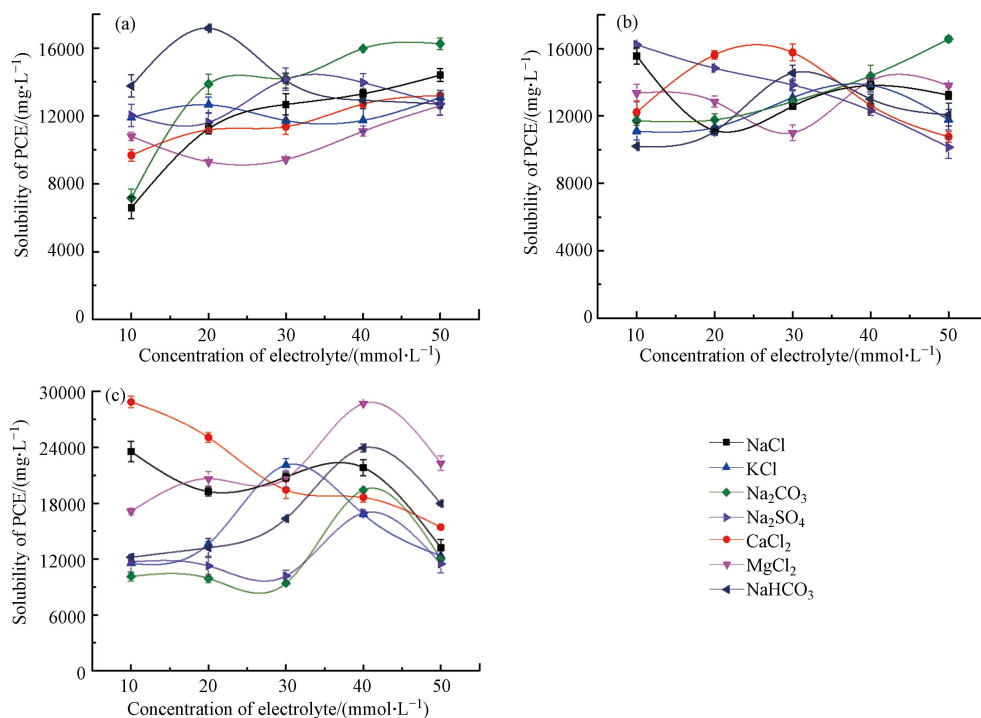 (a)
Solubility of PCE/(mg·L⁻¹)
16000
12000
8000
4000
0
10 20 30 40 50
Concentration of electrolyte/(mmol·L⁻¹)
(b)
Solubility of PCE/(mg·L⁻¹)
16000
12000
8000
4000
0
10 20 30 40 50
Concentration of electrolyte/(mmol·L⁻¹)
(c)
Solubility of PCE/(mg·L⁻¹)
30000
24000
18000
12000
6000
0
10 20 30 40 50
Concentration of electrolyte/(mmol·L⁻¹)
NaCl
KCl
Na₂CO₃
Na₂SO₄
CaCl₂
MgCl₂
NaHCO₃